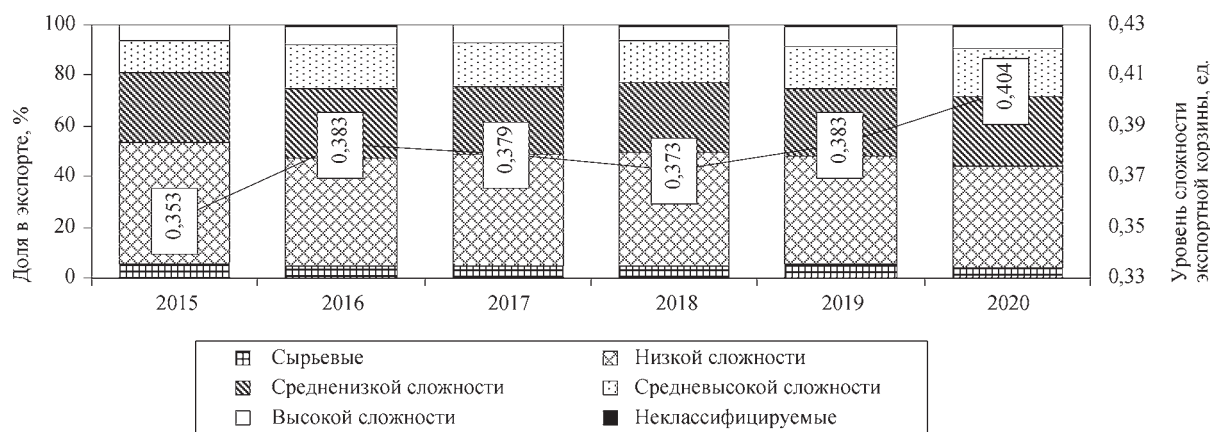 Доля в экспорте, %
100
80
60
40
20
0
0,353
0,383
0,379
0,373
0,383
0,404
0,43
0,41
0,39
0,37
0,35
0,33
Уровень сложности
экспортной корзины, ед.
2015 2016 2017 2018 2019 2020
Сырьевые Низкой сложности
Средненизкой сложности Средневысокой сложности
Высокой сложности Неклассифицируемые